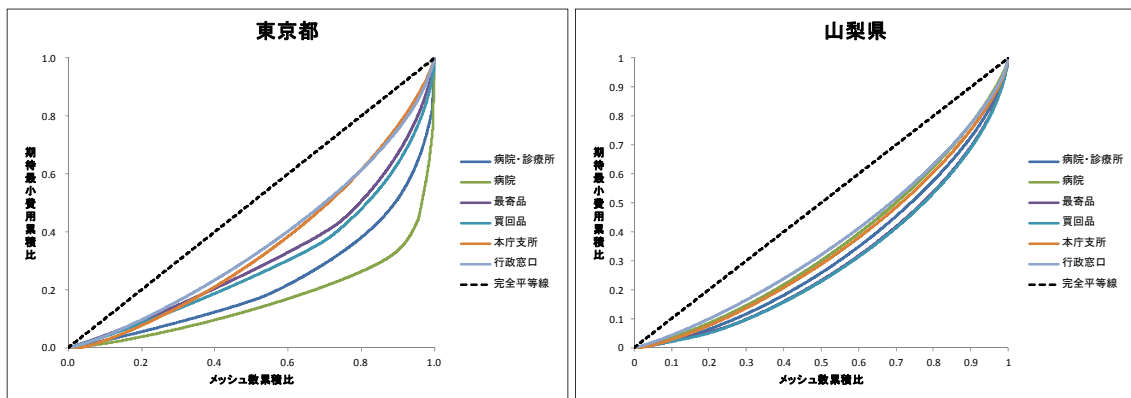 東京都
期待最小費用累積比
1.0
0.8
0.6
0.4
0.2
0.0
0.0 0.2 0.4 0.6 0.8 1.0
メッシュ数累積比
病院・診療所
病院
最寄品
買回品
本庁支所
行政窓口
完全平等線
山梨県
期待最小費用累積比
1
0.9
0.8
0.7
0.6
0.5
0.4
0.3
0.2
0.1
0
0 0.1 0.2 0.3 0.4 0.5 0.6 0.7 0.8 0.9 1
メッシュ数累積比
病院・診療所
病院
最寄品
買回品
本庁支所
行政窓口
完全平等線